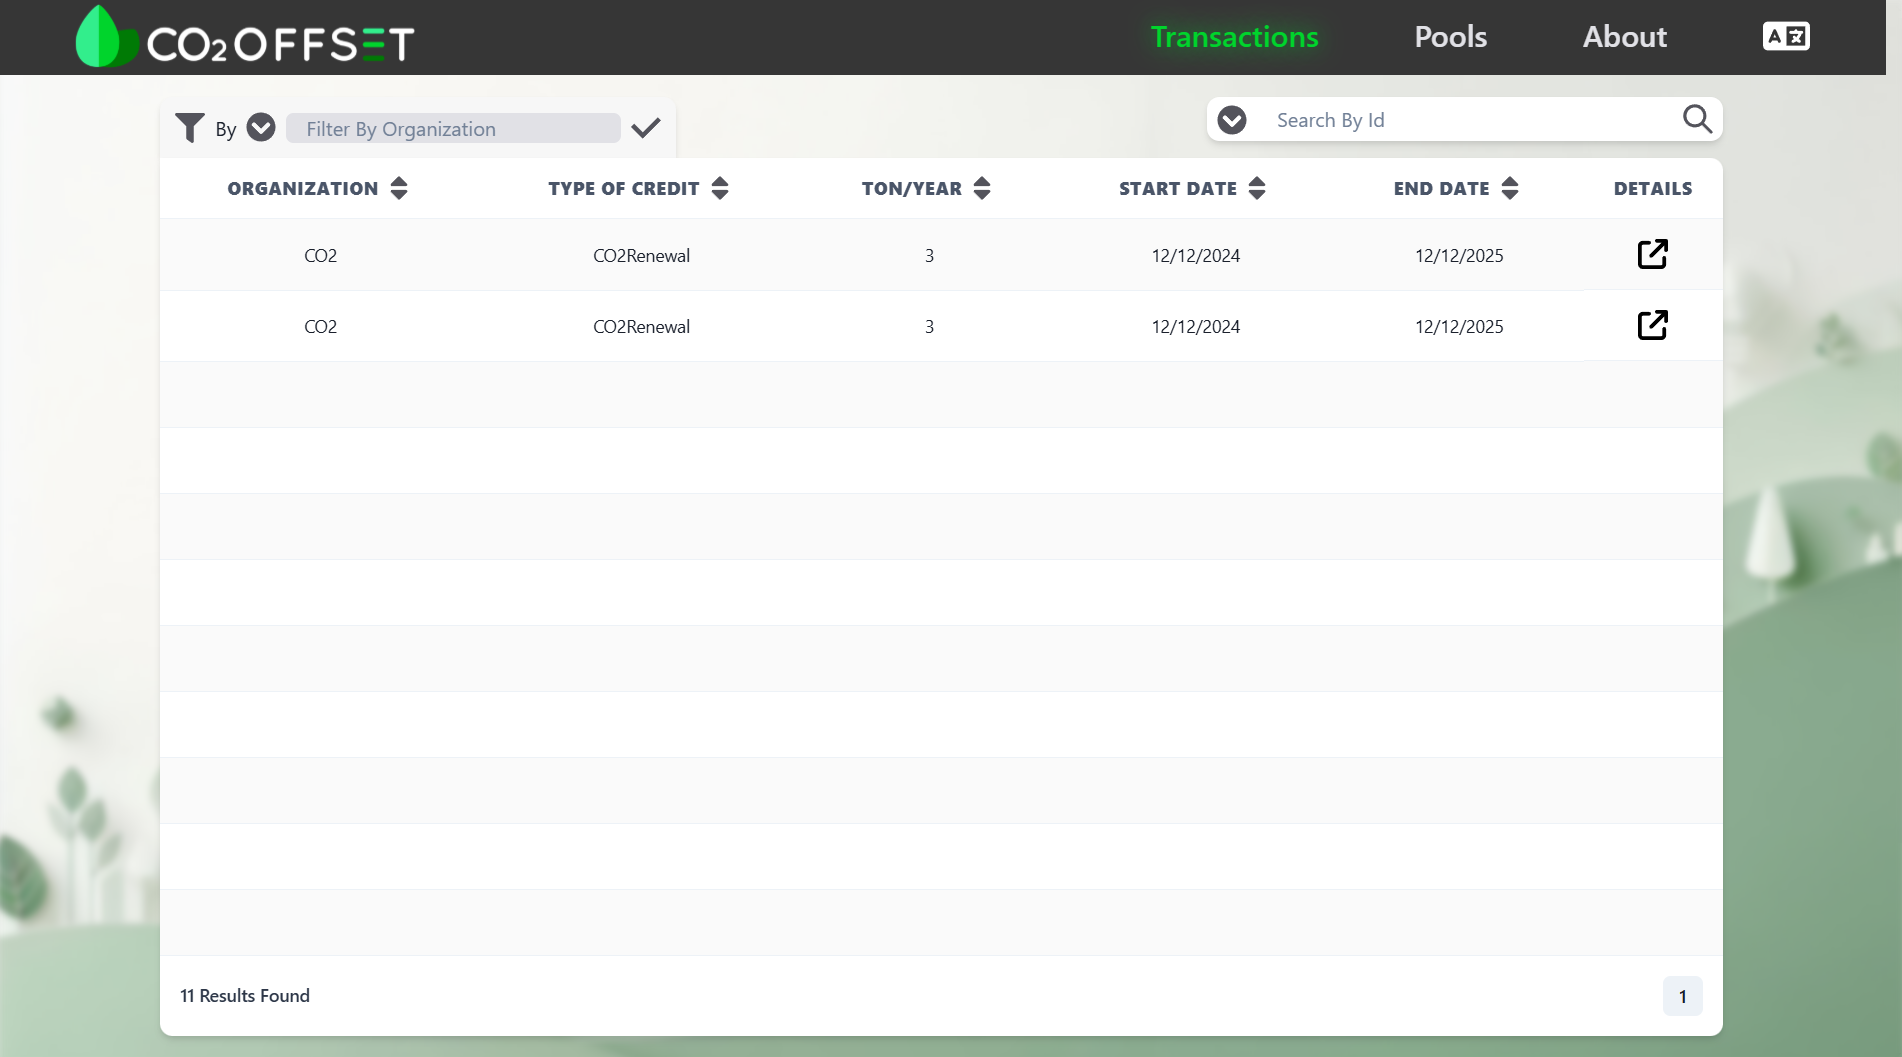 CO2OFFSET
Transactions
Pools
About
A文
By
Filter By Organization
Search By Id
ORGANIZATION TYPE OF CREDIT TON/YEAR START DATE END DATE DETAILS
CO2 CO2Renewal 3 12/12/2024 12/12/2025
CO2 CO2Renewal 3 12/12/2024 12/12/2025
11 Results Found
1